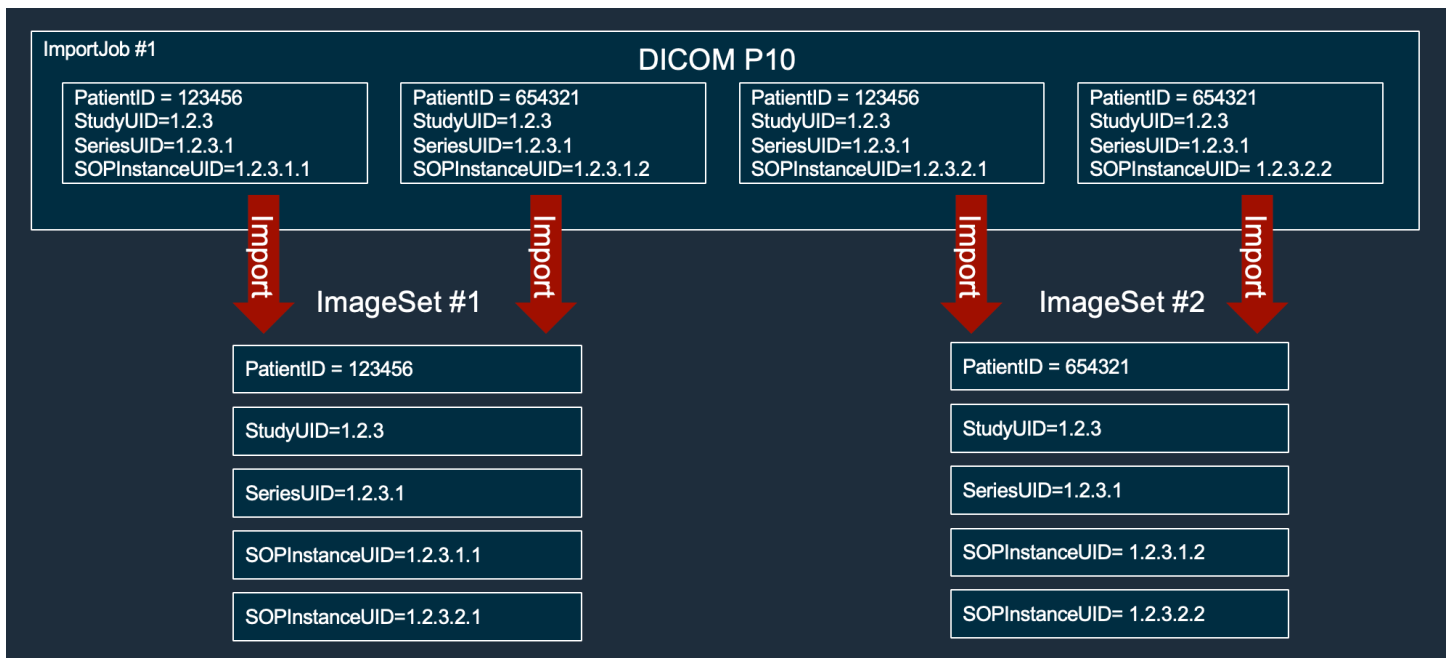 ImportJob #1
DICOM P10
PatientID = 123456
StudyUID=1.2.3
SeriesUID=1.2.3.1
SOPInstanceUID=1.2.3.1.1
PatientID = 654321
StudyUID=1.2.3
SeriesUID=1.2.3.1
SOPInstanceUID=1.2.3.1.2
PatientID = 123456
StudyUID=1.2.3
SeriesUID=1.2.3.1
SOPInstanceUID=1.2.3.2.1
PatientID = 654321
StudyUID=1.2.3
SeriesUID=1.2.3.1
SOPInstanceUID= 1.2.3.2.2
Import
Import
Import
Import
ImageSet #1
PatientID = 123456
StudyUID=1.2.3
SeriesUID=1.2.3.1
SOPInstanceUID=1.2.3.1.1
SOPInstanceUID=1.2.3.2.1
ImageSet #2
PatientID = 654321
StudyUID=1.2.3
SeriesUID=1.2.3.1
SOPInstanceUID= 1.2.3.1.2
SOPInstanceUID= 1.2.3.2.2